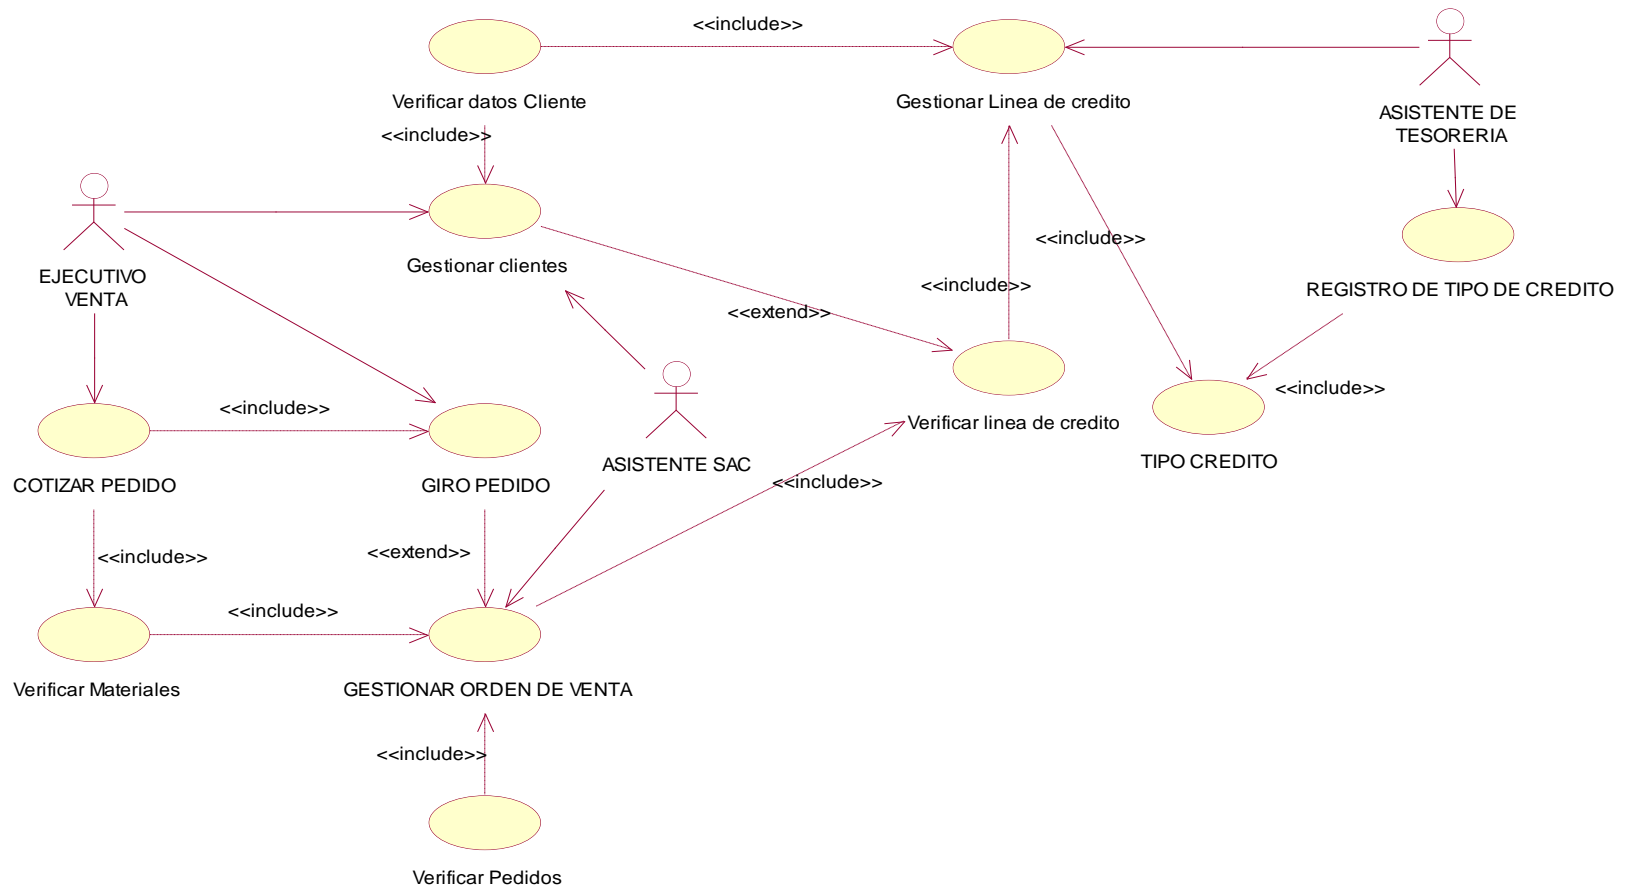 <<include>>
Verificar datos Cliente
Gestionar Linea de credito
ASISTENTE DE
TESORERIA
<<include>>
<<include>>
Gestionar clientes
EJECUTIVO
VENTA
<<include>>
REGISTRO DE TIPO DE CREDITO
<<extend>>
<<include>>
<<include>>
Verificar linea de credito
TIPO CREDITO
ASISTENTE SAC
COTIZAR PEDIDO
GIRO PEDIDO
<<include>>
<<extend>>
<<include>>
<<include>>
Verificar Materiales
GESTIONAR ORDEN DE VENTA
<<include>>
Verificar Pedidos